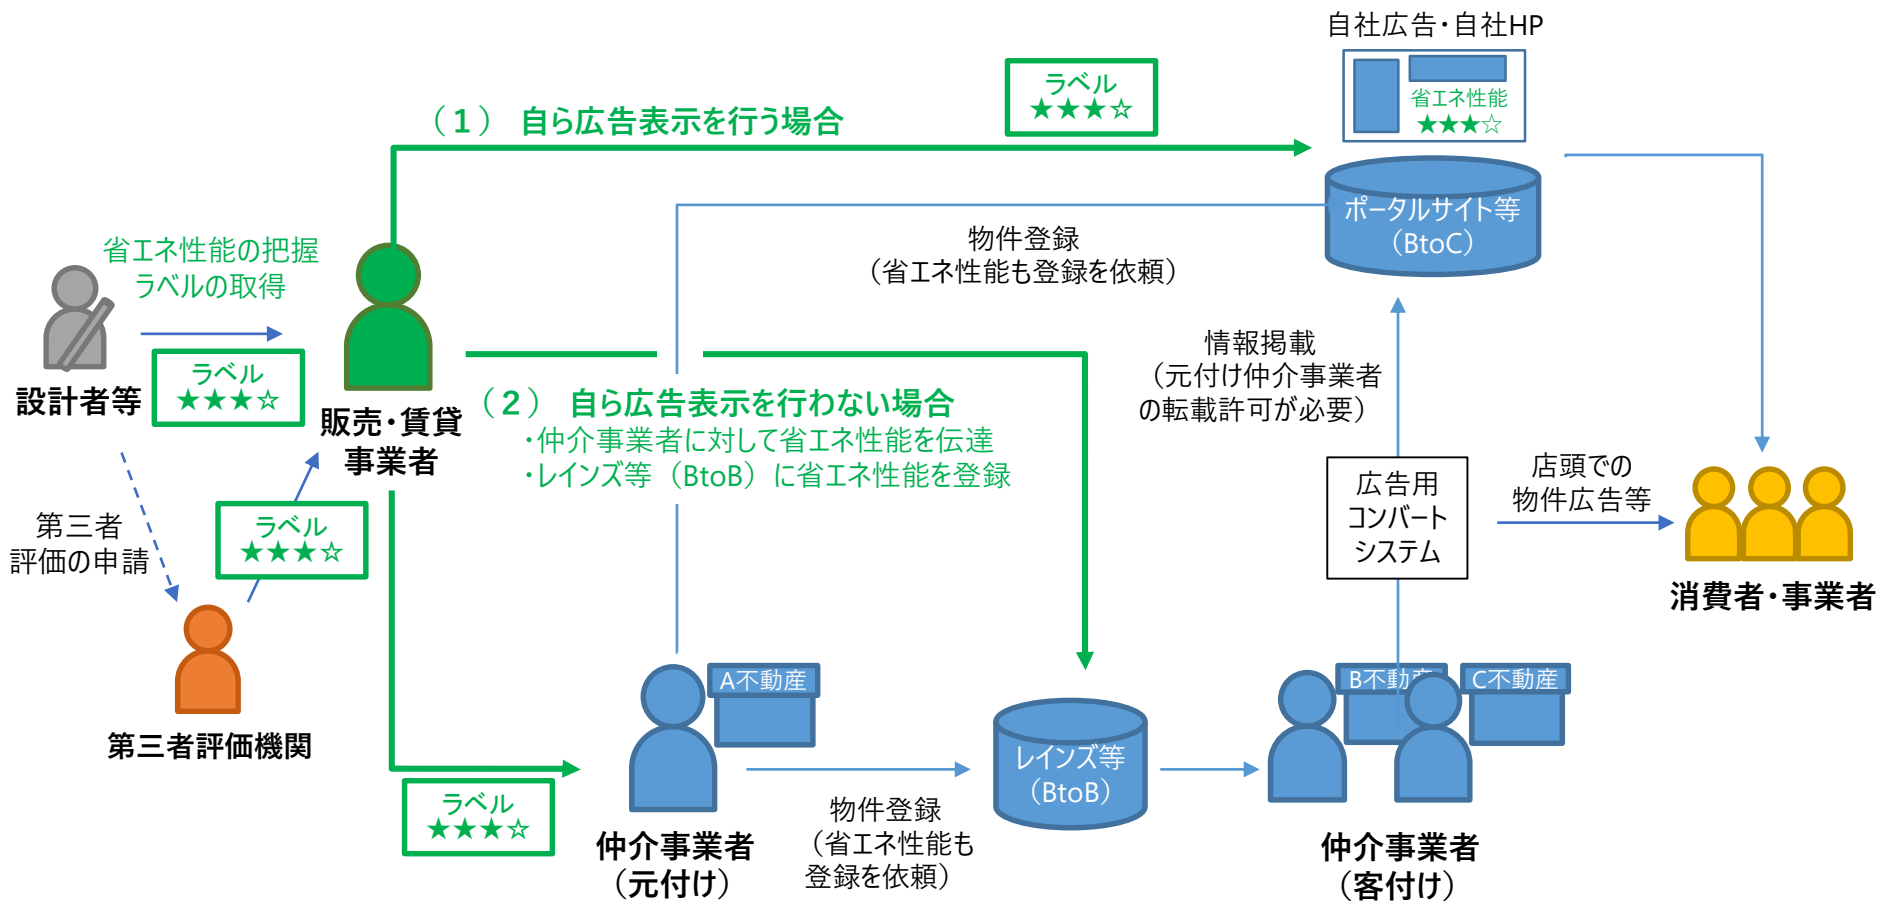 自社広告・自社HP
省エネ性能
★★★☆
ラベル
★★★☆
（１） 自ら広告表示を行う場合
ポータルサイト等
（BtoC）
物件登録
（省エネ性能も登録を依頼）
省エネ性能の把握
ラベルの取得
ラベル
★★★☆
設計者等
販売・賃貸
事業者
（２） 自ら広告表示を行わない場合
・仲介事業者に対して省エネ性能を伝達
・レインズ等（BtoB）に省エネ性能を登録
情報掲載
（元付け仲介事業者
の転載許可が必要）
広告用
コンバート
システム
店頭での
物件広告等
消費者・事業者
第三者
評価の申請
ラベル
★★★☆
第三者評価機関
ラベル
★★★☆
A不動産
仲介事業者
（元付け）
物件登録
（省エネ性能も
登録を依頼）
レインズ等
（BtoB）
B不動産
C不動産
仲介事業者
（客付け）